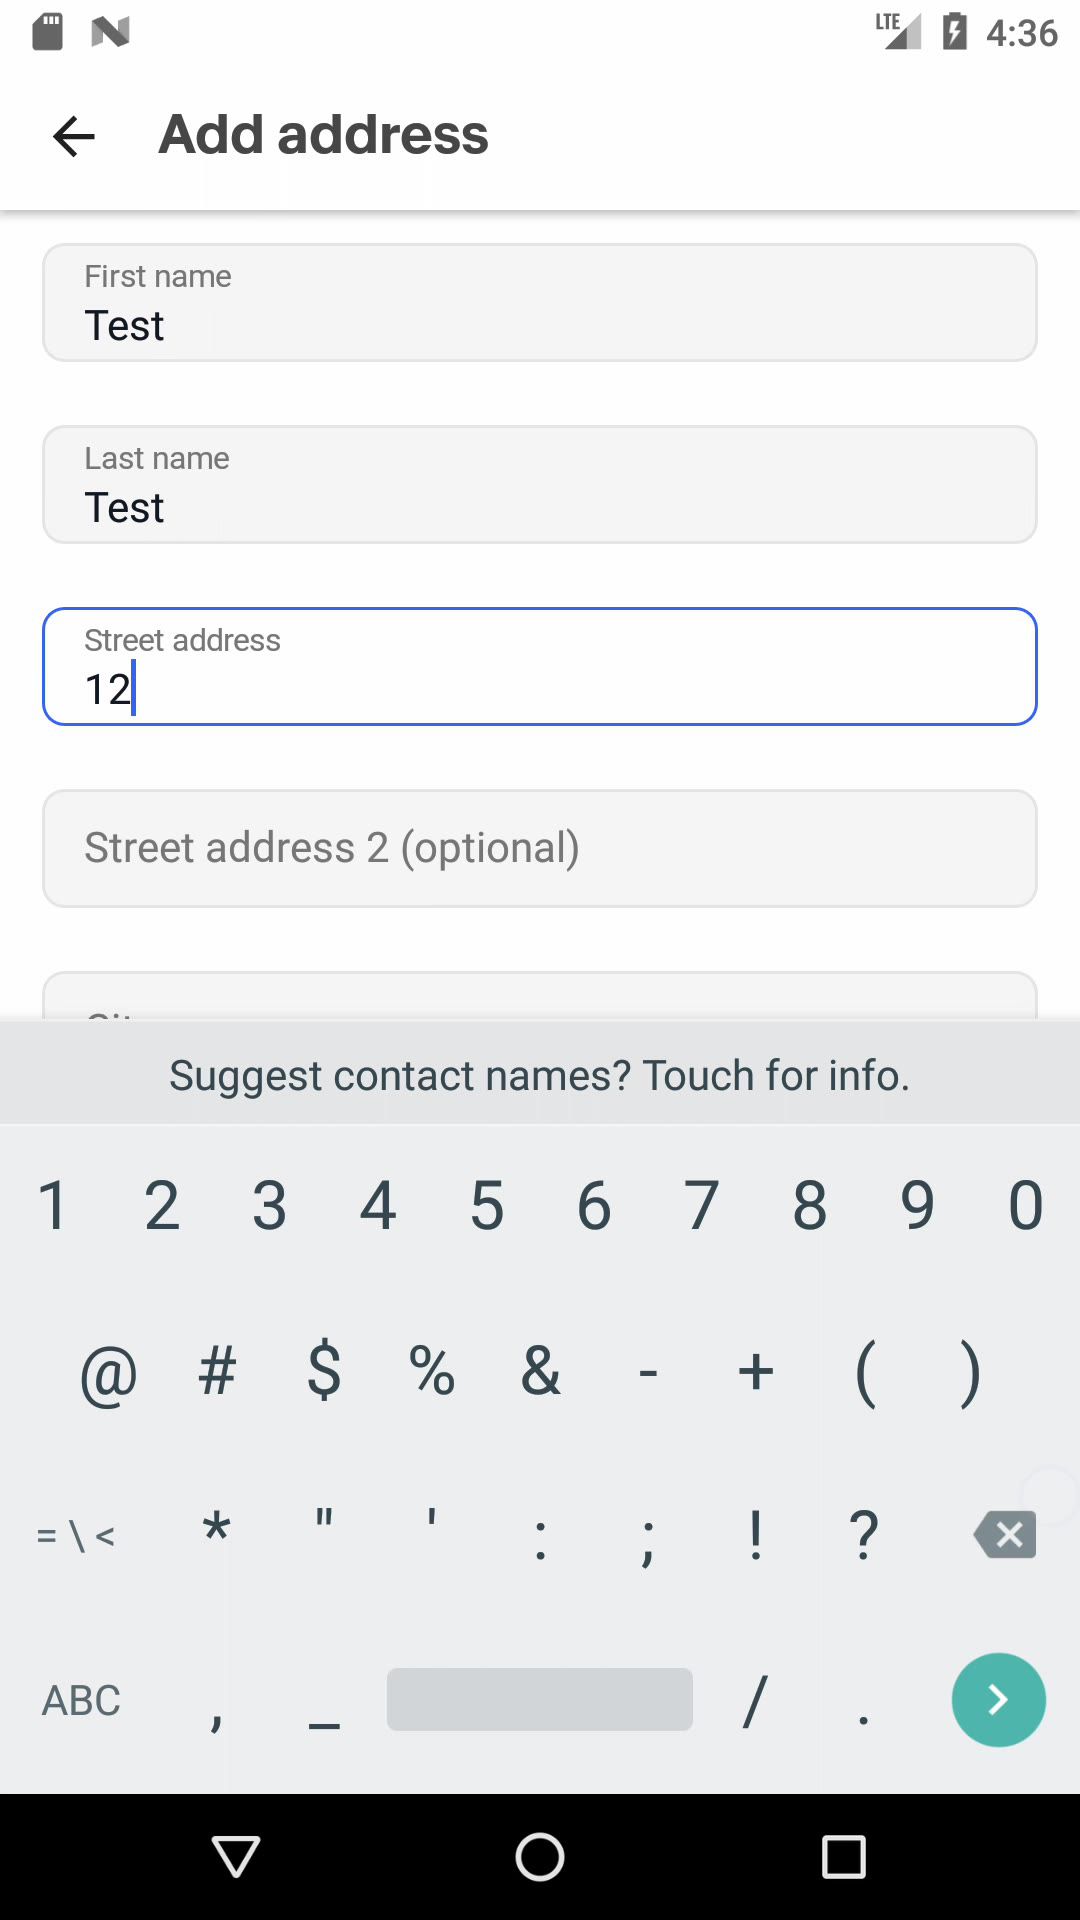 LTE 4:36
Add address
First name
Test
Last name
Test
Street address
12
Street address 2 (optional)
Suggest contact names? Touch for info.
1 2 3 4 5 6 7 8 9 0
@ # $ % & - + ( )
= \ < * " ' : ; ! ?
ABC , _ / .